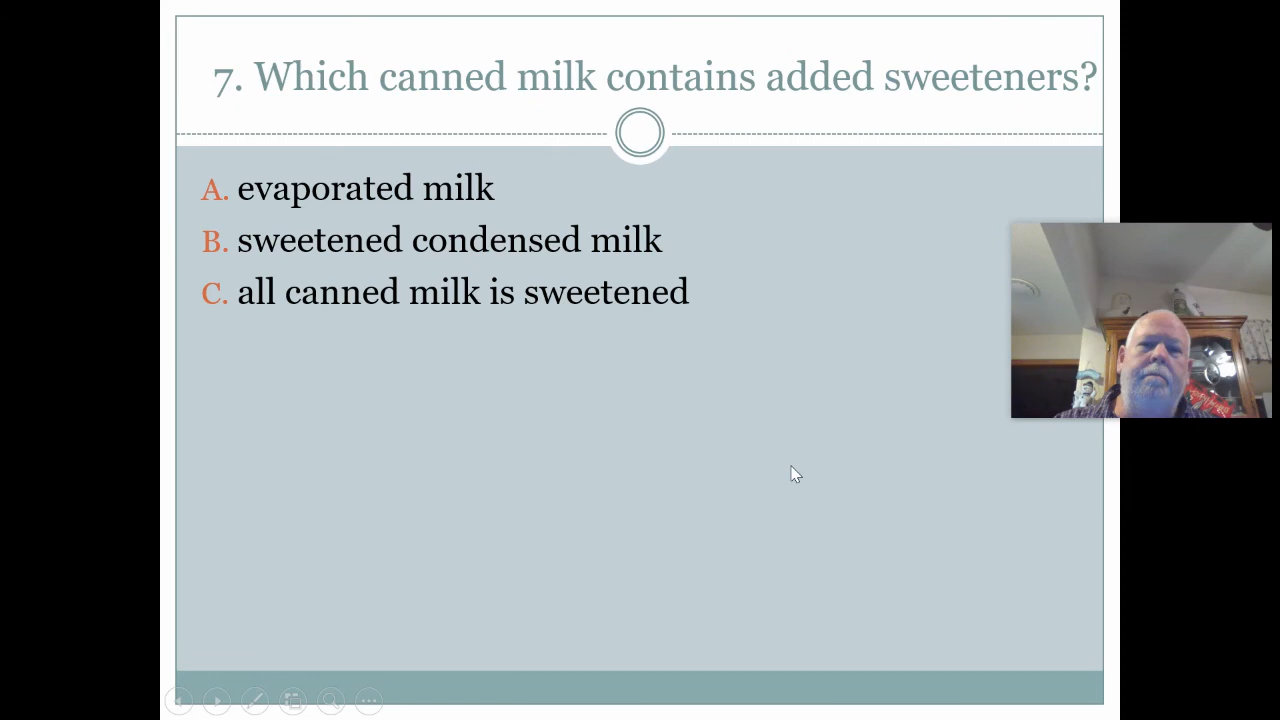 7. Which canned milk contains added sweeteners?
A. evaporated milk
B. sweetened condensed milk
C. all canned milk is sweetened